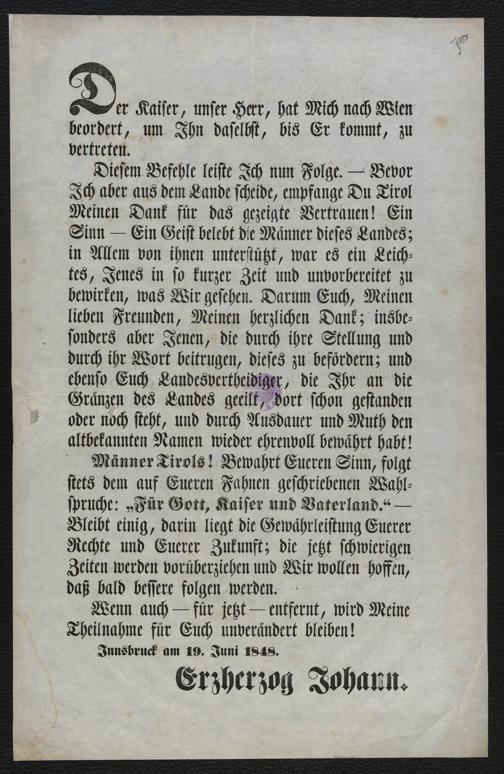 Der Kaiser, unser Herr, hat Mich nach Wien
beordert, um Ihn daselbst, bis Er kommt, zu
vertreten.
Diesem Befehle leiste Ich nun Folge. — Bevor
Ich aber aus dem Lande scheide, empfange Du Tirol
Meinen Dank für das gezeigte Vertrauen! Ein
Sinn — Ein Geist belebt die Männer dieses Landes;
in Allem von ihnen unterstützt, war es ein Leich-
tes, Jenes in so kurzer Zeit und unvorbereitet zu
bewirken, was Wir gesehen. Darum Euch, Meinen
lieben Freunden, Meinen herzlichen Dank; insbe-
sonders aber Jenen, die durch ihre Stellung und
durch ihr Wort beitrugen, dieses zu befördern; und
ebenso Euch Landesvertheidiger, die Ihr an die
Gränzen des Landes geeilt, dort schon gestanden
oder noch steht, und durch Ausdauer und Muth den
altbekannten Namen wieder ehrenvoll bewährt habt!
Männer Tirols! Bewahrt Eueren Sinn, folgt
stets dem auf Eueren Fahnen geschriebenen Wahl-
spruche: „Für Gott, Kaiser und Vaterland.“ —
Bleibt einig, darin liegt die Gewährleistung Euerer
Rechte und Euerer Zukunft; die jetzt schwierigen
Zeiten werden vorüberziehen und Wir wollen hoffen,
daß bald bessere folgen werden.
Wenn auch — für jetzt — entfernt, wird Meine
Theilnahme für Euch unverändert bleiben!
Innsbruck am 19. Juni 1848.
Erzherzog Johann.